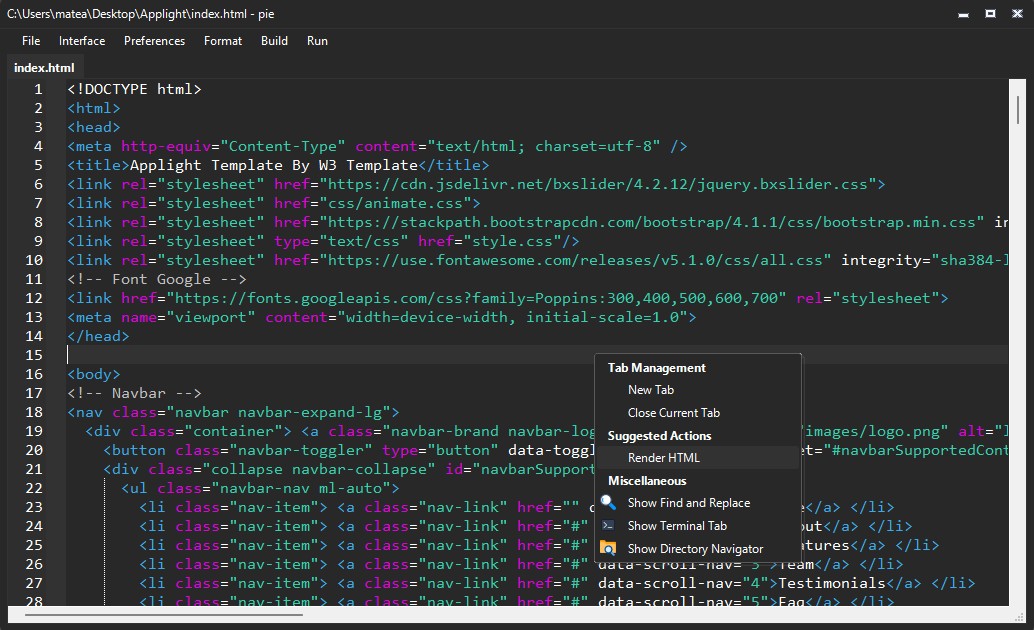 C:\Users\matea\Desktop\Applight\index.html - pie
File Interface Preferences Format Build Run
index.html
1 <!DOCTYPE html>
2 <html>
3 <head>
4 <meta http-equiv="Content-Type" content="text/html; charset=utf-8" />
5 <title>Applight Template By W3 Template</title>
6 <link rel="stylesheet" href="https://cdn.jsdelivr.net/bxslider/4.2.12/jquery.bxslider.css">
7 <link rel="stylesheet" href="css/animate.css">
8 <link rel="stylesheet" href="https://stackpath.bootstrapcdn.com/bootstrap/4.1.1/css/bootstrap.min.css" in
9 <link rel="stylesheet" type="text/css" href="style.css"/>
10 <link rel="stylesheet" href="https://use.fontawesome.com/releases/v5.1.0/css/all.css" integrity="sha384-
11 <!-- Font Google -->
12 <link href="https://fonts.googleapis.com/css?family=Poppins:300,400,500,600,700" rel="stylesheet">
13 <meta name="viewport" content="width=device-width, initial-scale=1.0">
14 </head>
15
16 <body>
17 <!-- Navbar -->
18 <nav class="navbar navbar-expand-lg">
19 <div class="container"> <a class="navbar-brand navbar-log images/logo.png" alt="
20 <button class="navbar-toggler" type="button" data-toggl et="#navbarSupportedCont
21 <div class="collapse navbar-collapse" id="navbarSupport
22 <ul class="navbar-nav ml-auto">
23 <li class="nav-item"> <a class="nav-link" href="" e</a> </li>
24 <li class="nav-item"> <a class="nav-link" href="#" out</a> </li>
25 <li class="nav-item"> <a class="nav-link" href="#" atures</a> </li>
26 <li class="nav-item"> <a class="nav-link" href="#" data-scroll-nav="3">Team</a> </li>
27 <li class="nav-item"> <a class="nav-link" href="#" data-scroll-nav="4">Testimonials</a> </li>
28 <li class="nav-item"> <a class="nav-link" href="#" data-scroll-nav="5">Faq</a> </li>
Tab Management
New Tab
Close Current Tab
Suggested Actions
Render HTML
Miscellaneous
Show Find and Replace
Show Terminal Tab
Show Directory Navigator